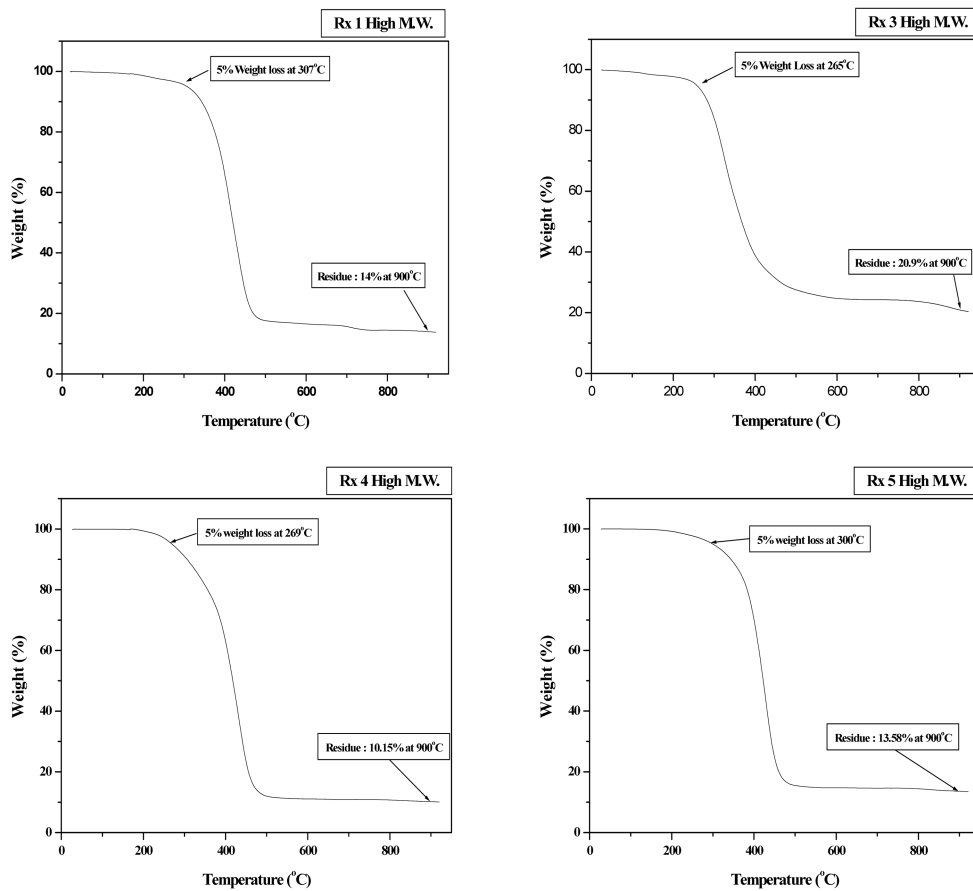 Rx 1 High M.W.
5% Weight loss at 307°C
Residue : 14% at 900°C
Weight (%)
100
80
60
40
20
0
0 200 400 600 800
Temperature (°C)
Rx 3 High M.W.
5% Weight Loss at 265°C
Residue : 20.9% at 900°C
Weight (%)
100
80
60
40
20
0
0 200 400 600 800
Temperature (°C)
Rx 4 High M.W.
5% weight loss at 269°C
Residue : 10.15% at 900°C
Weight (%)
100
80
60
40
20
0
0 200 400 600 800
Temperature (°C)
Rx 5 High M.W.
5% weight loss at 300°C
Residue : 13.58% at 900°C
Weight (%)
100
80
60
40
20
0
0 200 400 600 800
Temperature (°C)